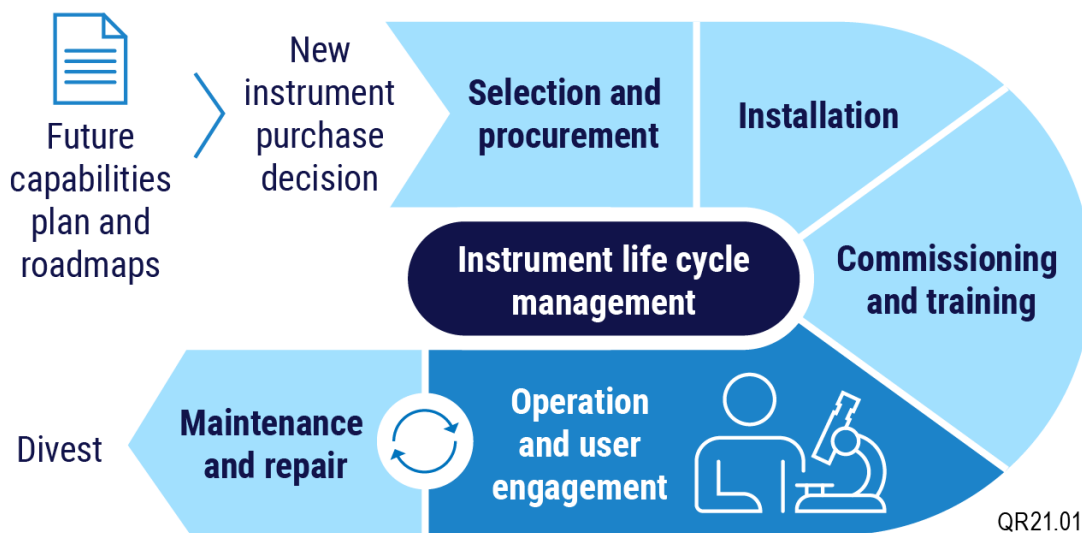 Future
capabilities
plan and
roadmaps
New
instrument
purchase
decision
Selection and
procurement
Installation
Commissioning
and training
Instrument life cycle
management
Operation
and user
engagement
Maintenance
and repair
Divest
QR21.01